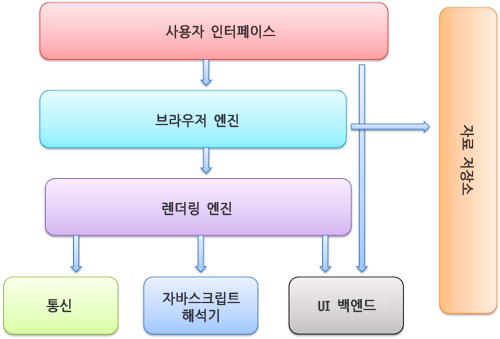 사용자 인터페이스
브라우저 엔진
자료 저장소
렌더링 엔진
통신
자바스크립트
해석기
UI 백엔드